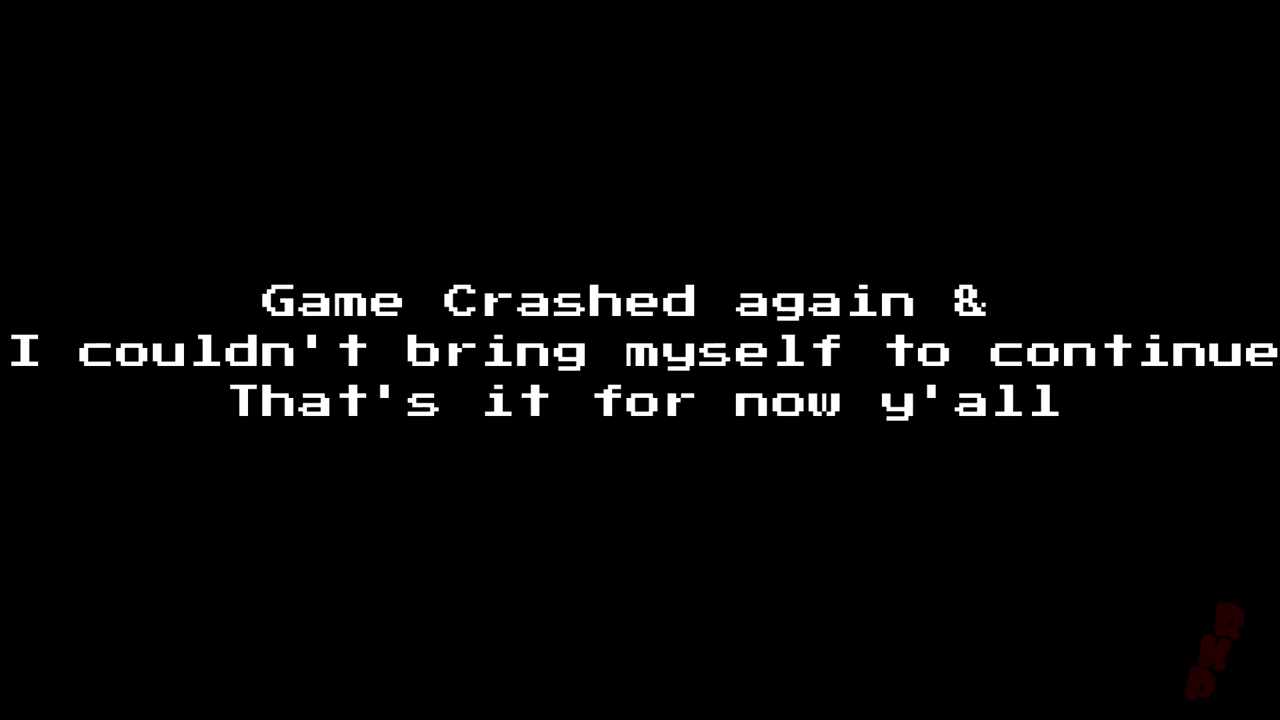 Game Crashed again &
I couldn't bring myself to continue
That's it for now y'all
R
K
D